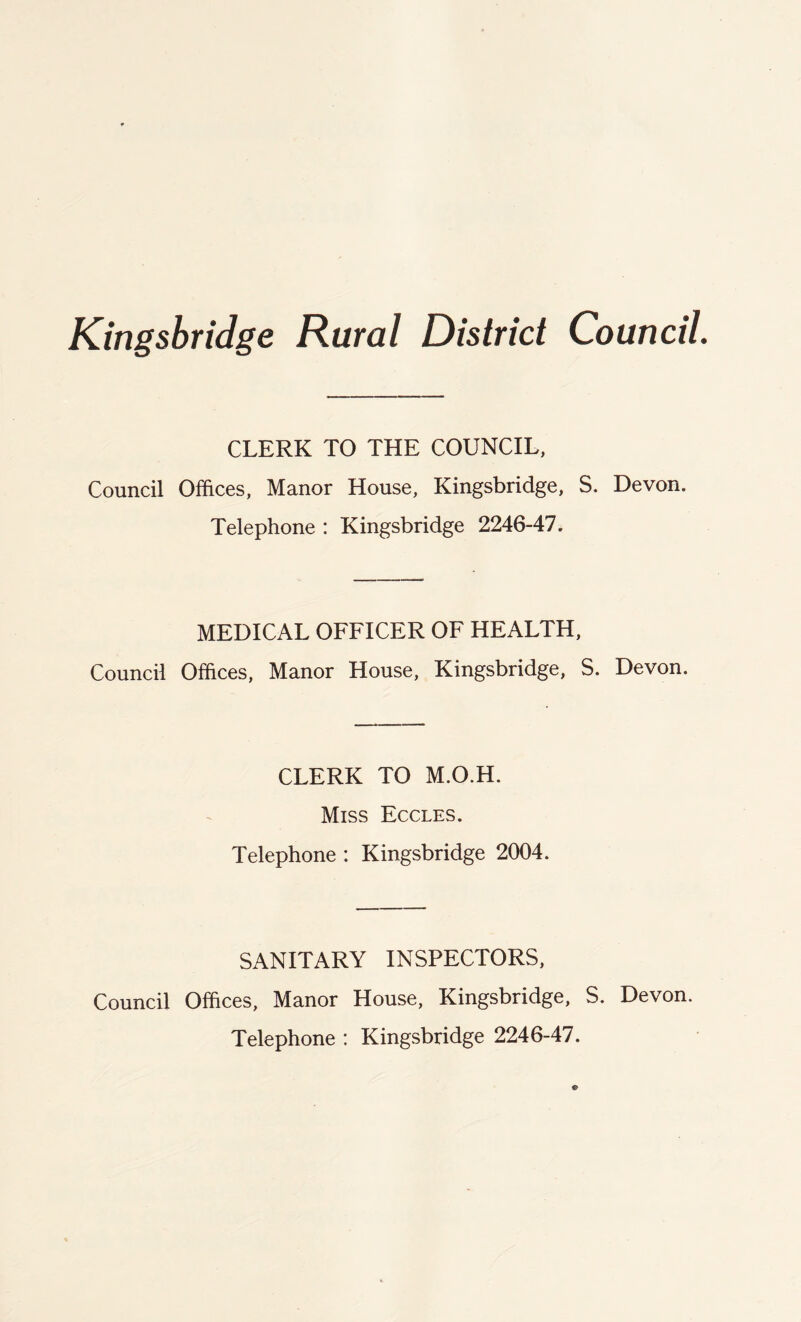 Kingsbridge Rural District Council.
CLERK TO THE COUNCIL,
Council Offices, Manor House, Kingsbridge, S. Devon.
Telephone : Kingsbridge 2246-47.
MEDICAL OFFICER OF HEALTH,
Council Offices, Manor House, Kingsbridge, S. Devon.
CLERK TO M.O.H.
Miss Eccles.
Telephone : Kingsbridge 2004.
SANITARY INSPECTORS,
Council Offices, Manor House, Kingsbridge, S. Devon.
Telephone : Kingsbridge 2246-47.